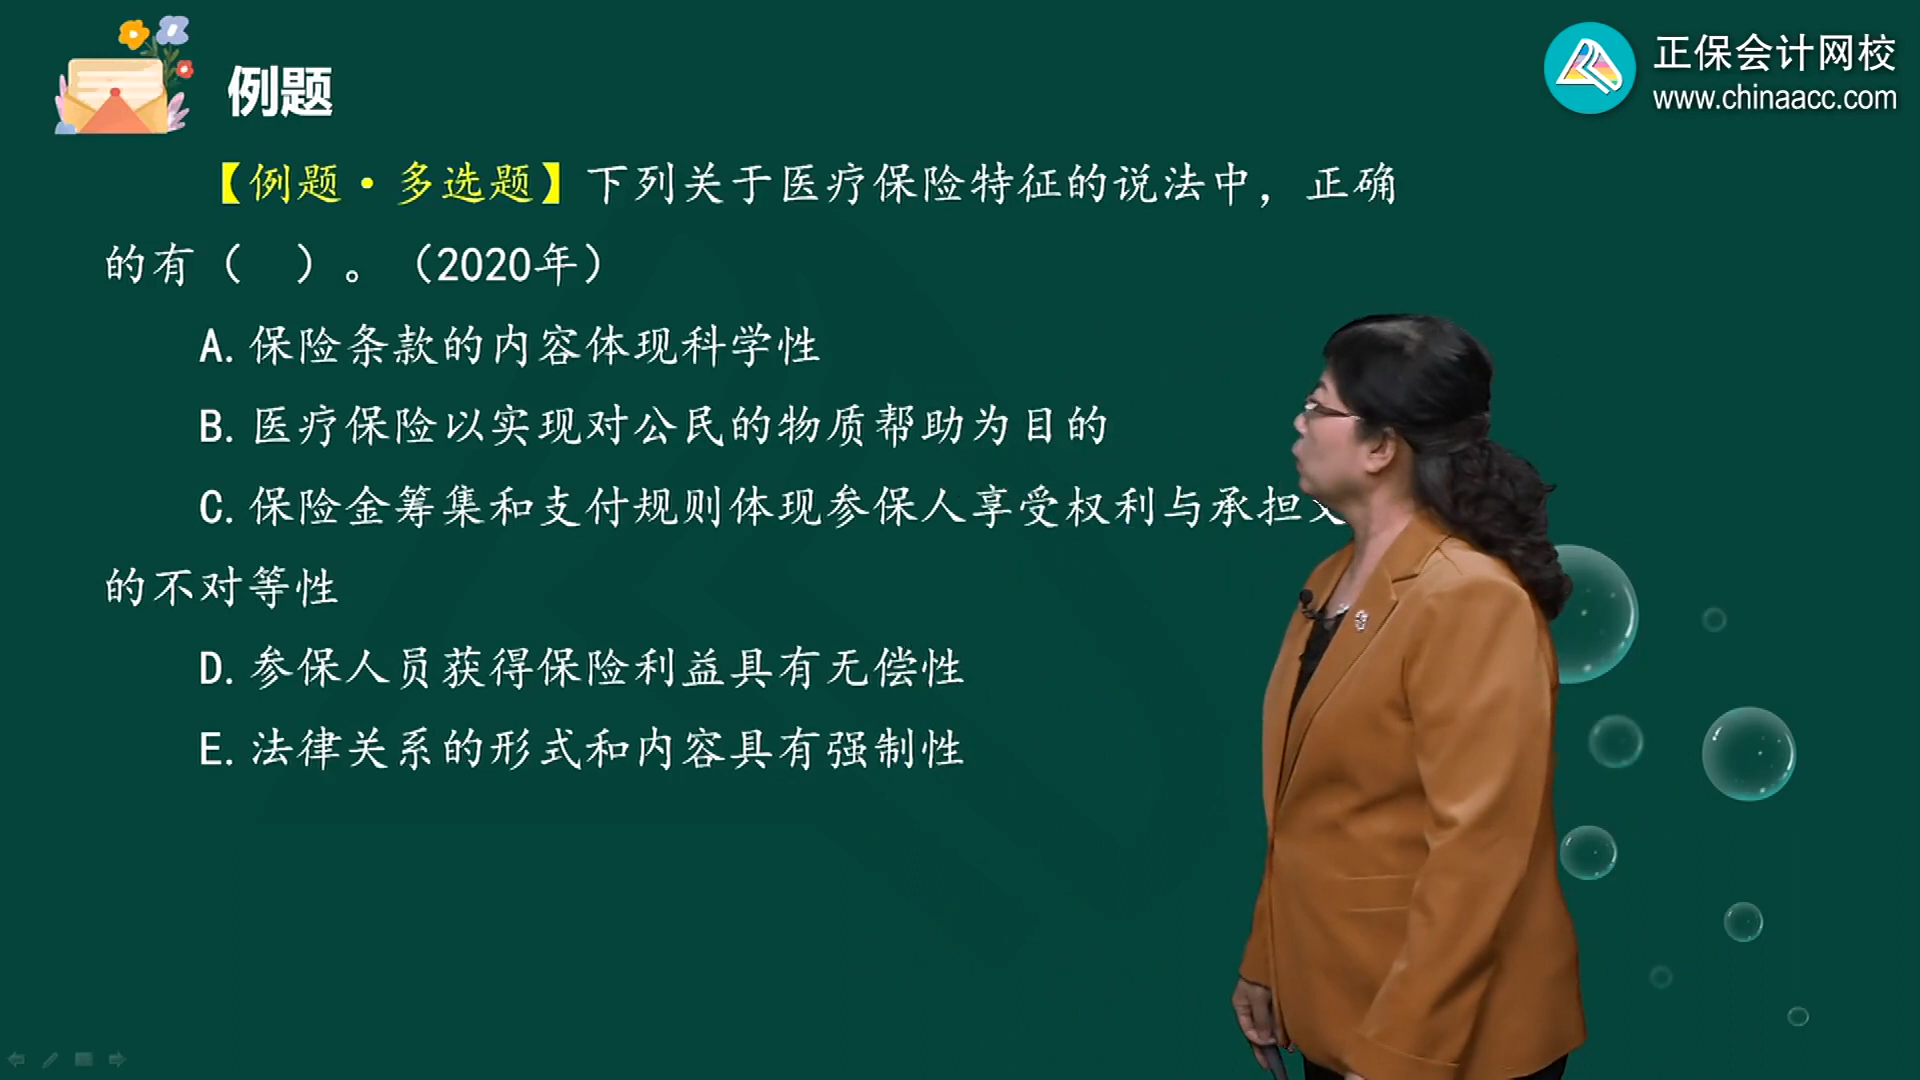 例题
正保会计网校
www.chinaacc.com
【例题·多选题】下列关于医疗保险特征的说法中，正确
的有（ ）。（2020年）
A.保险条款的内容体现科学性
B.医疗保险以实现对公民的物质帮助为目的
C.保险金筹集和支付规则体现参保人享受权利与承担
的不对等性
D.参保人员获得保险利益具有无偿性
E.法律关系的形式和内容具有强制性